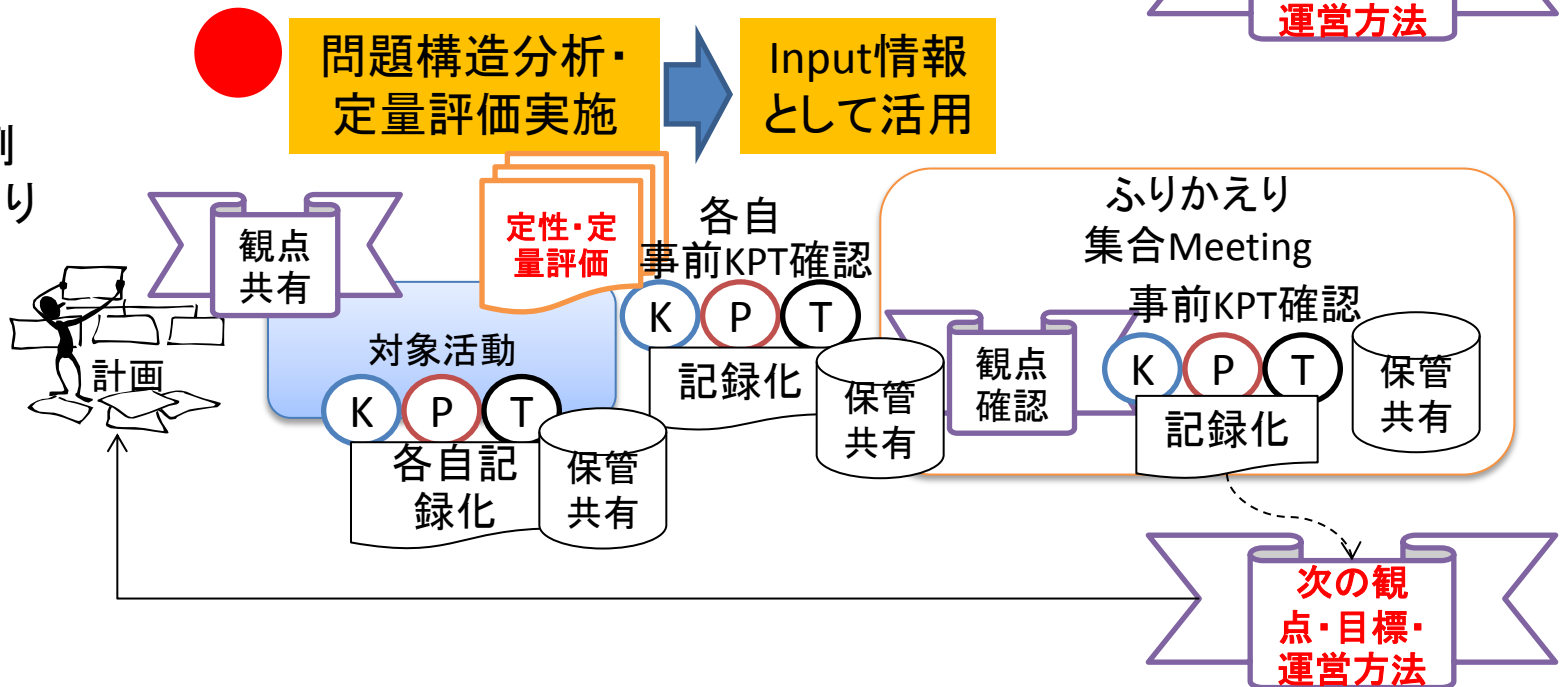 運営方法
問題構造分析・
定量評価実施
Input情報
として活用
り
観点
共有
定性・定
量評価
各自
事前KPT確認
K P T
記録化
保管
共有
ふりかえり
集合Meeting
観点
確認
事前KPT確認
K P T
記録化
保管
共有
計画
対象活動
K P T
各自記
録化
保管
共有
次の観
点・目標・
運営方法